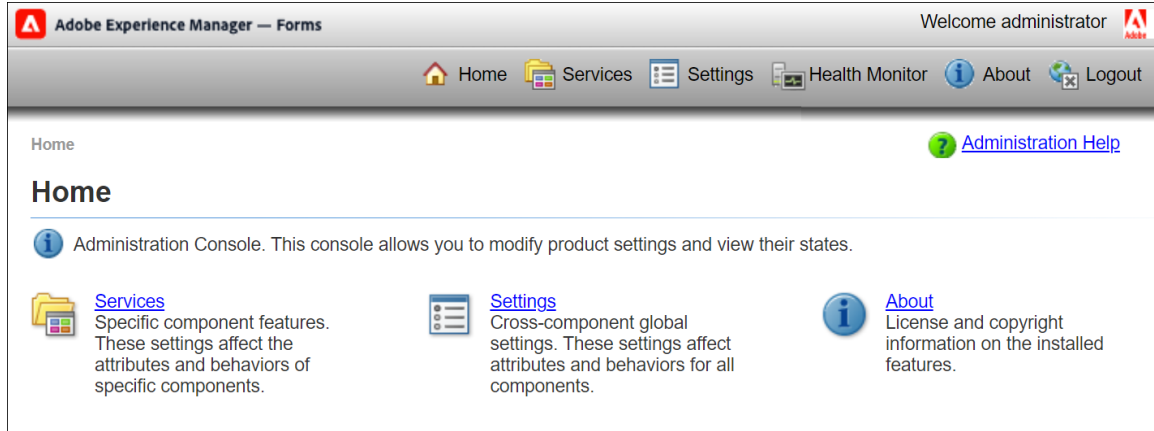 Adobe Experience Manager — Forms
Welcome administrator
Adobe
Home Services Settings Health Monitor About Logout
Home
Administration Help
Home
Administration Console. This console allows you to modify product settings and view their states.
Services
Specific component features.
These settings affect the
attributes and behaviors of
specific components.
Settings
Cross-component global
settings. These settings affect
attributes and behaviors for all
components.
About
License and copyright
information on the installed
features.